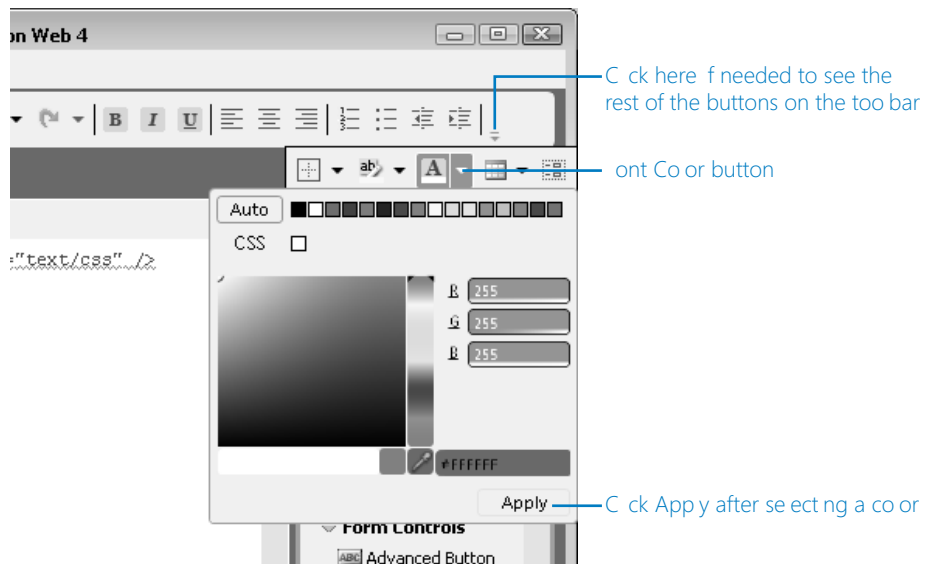 on Web 4
C ck here f needed to see the
rest of the buttons on the too bar
B I U
ab A
ont Co or button
Auto
CSS
="text/css" />
R 255
G 255
B 255
#FFFFFF
Apply
C ck App y after se ect ng a co or
Form Controls
ABC Advanced Button